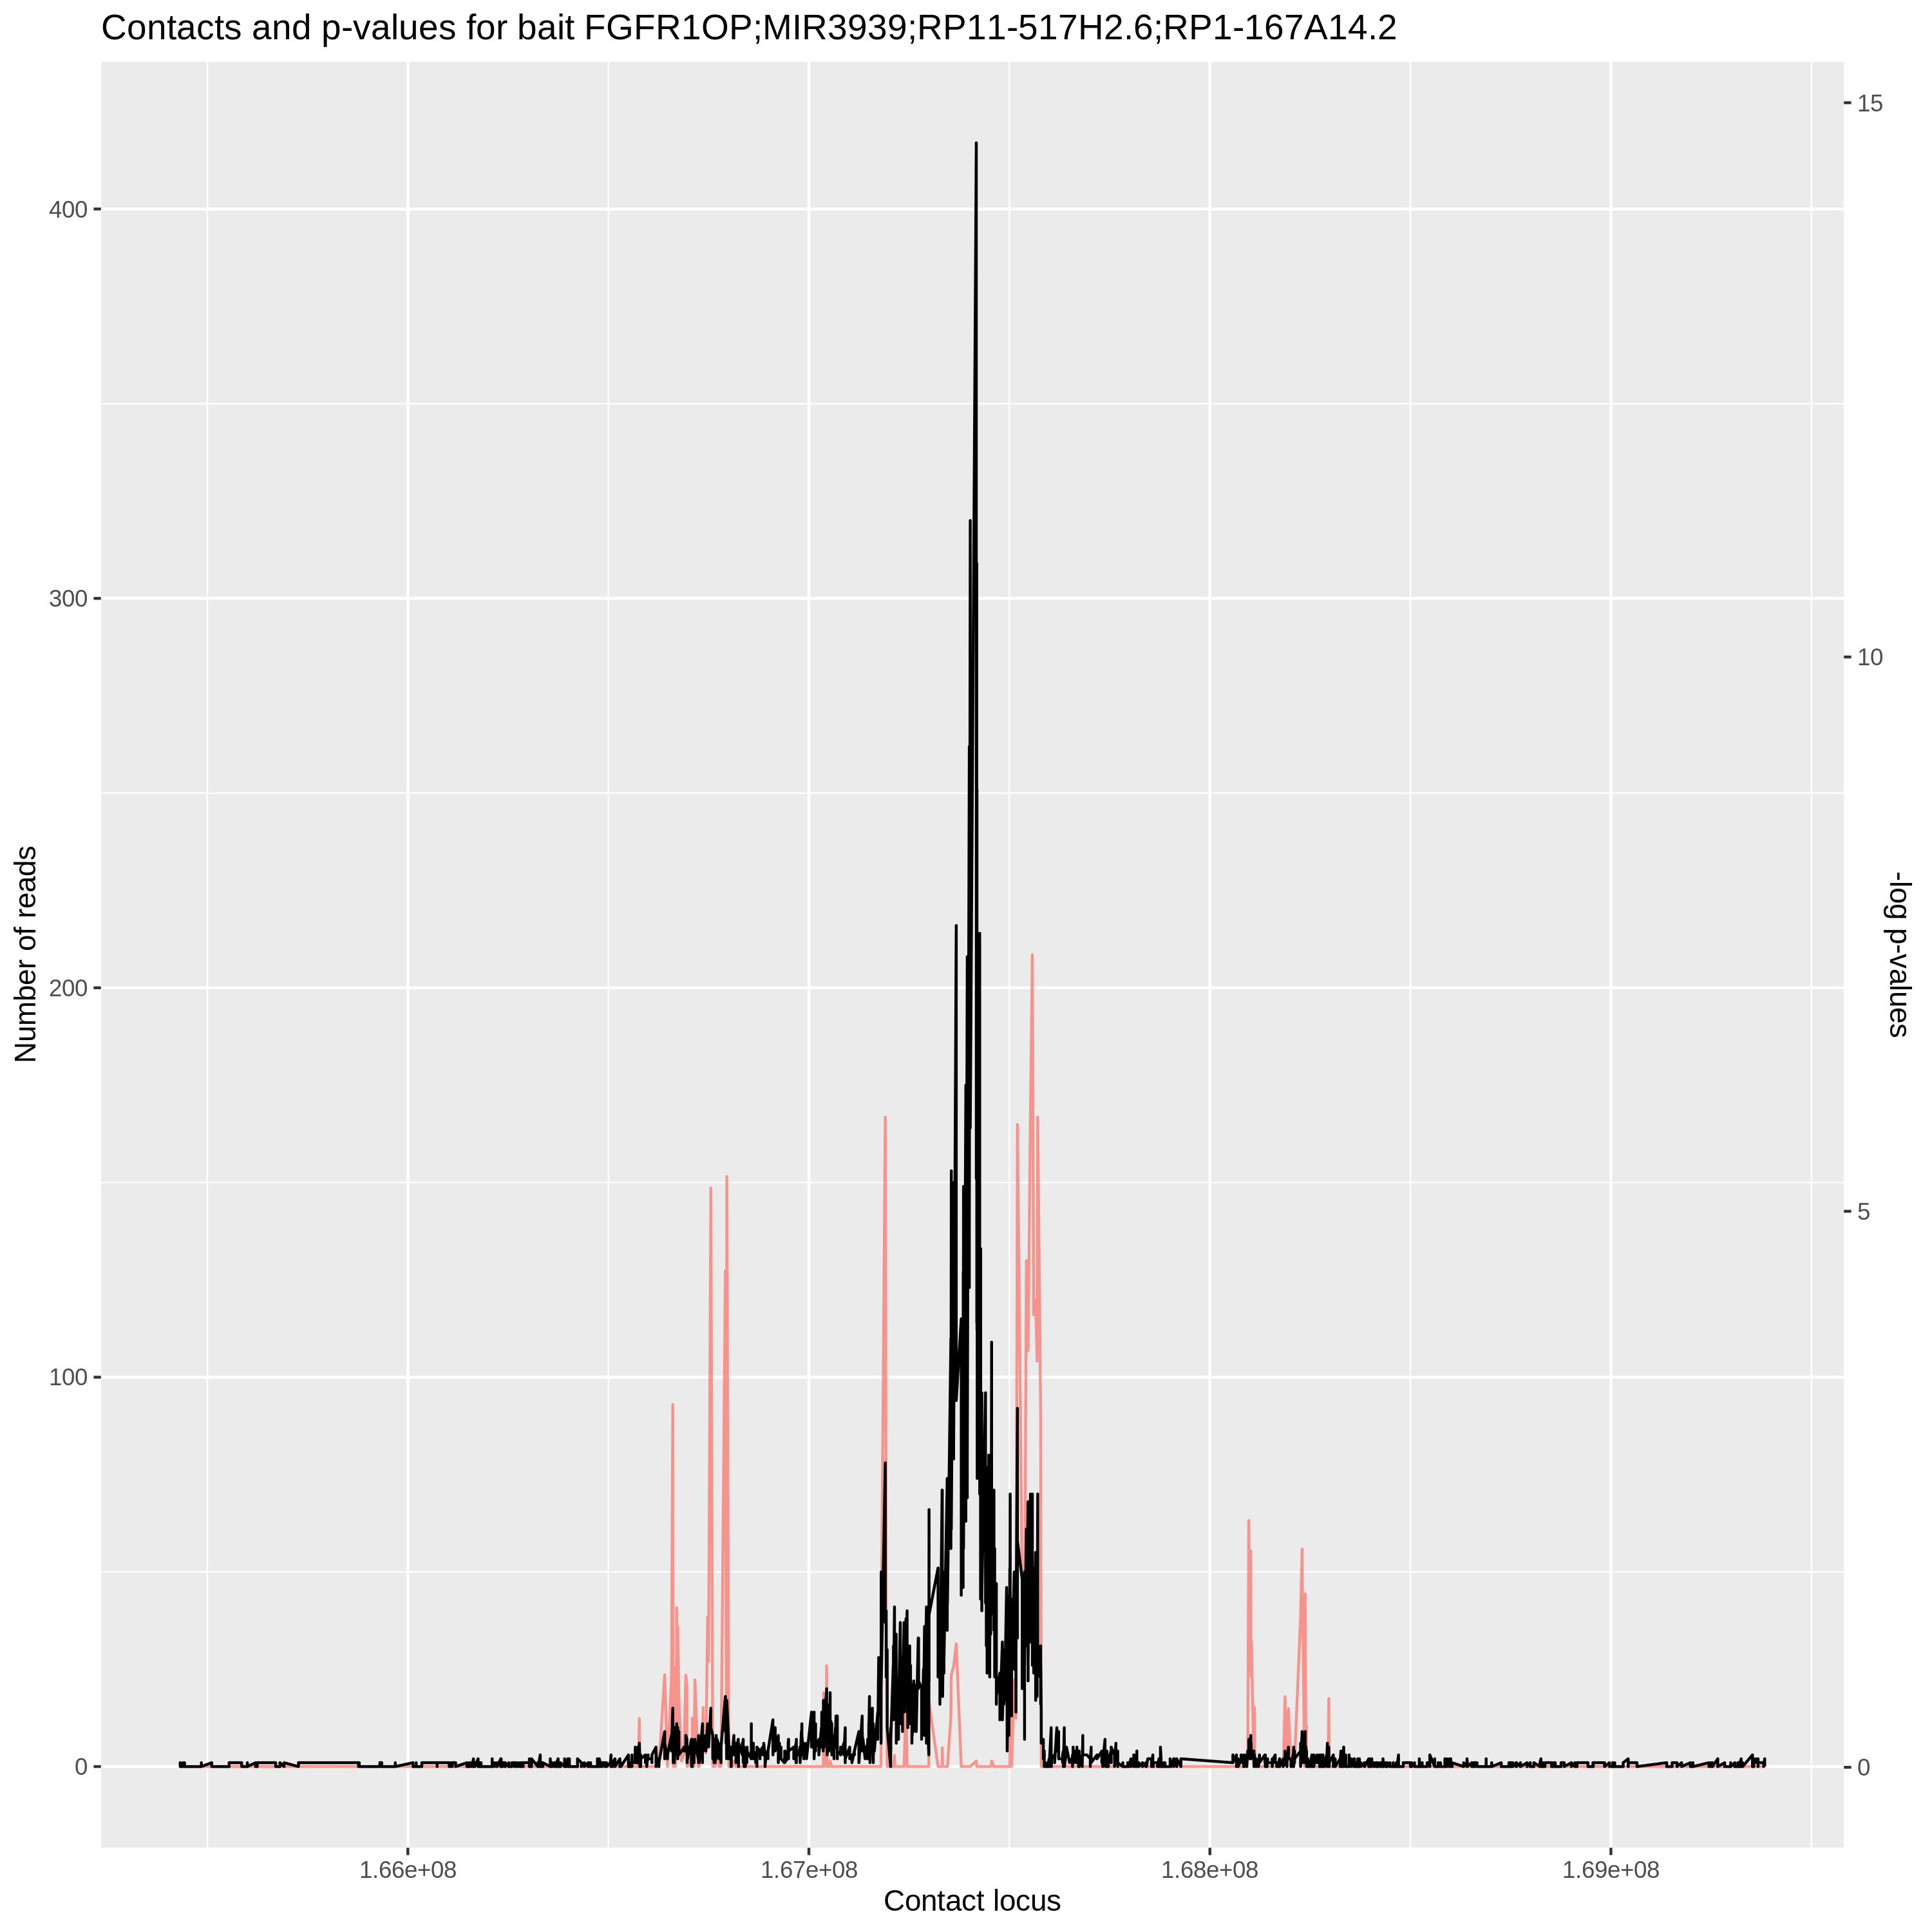 Contacts and p-values for bait FGFR1OP;MIR3939;RP11-517H2.6;RP1-167A14.2
Number of reads
400
300
200
100
0
15
10
5
0
-log p-values
1.66e+08
1.67e+08
1.68e+08
1.69e+08
Contact locus